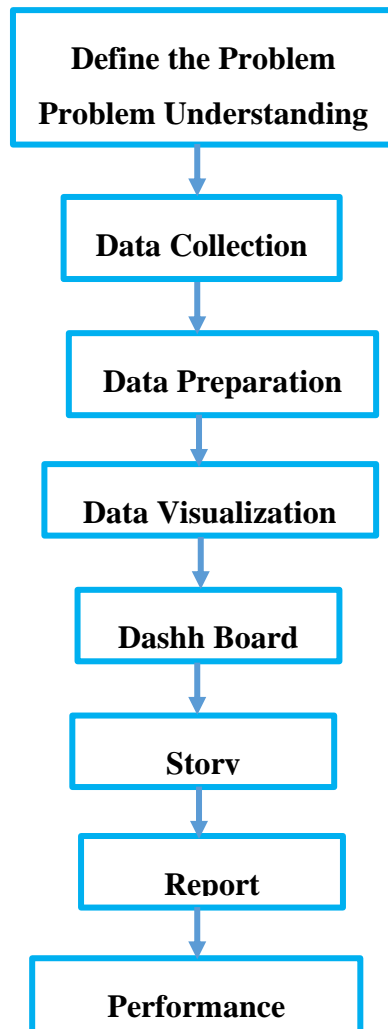 Define the Problem
Problem Understanding
Data Collection
Data Preparation
Data Visualization
Dashh Board
Story
Report
Performance